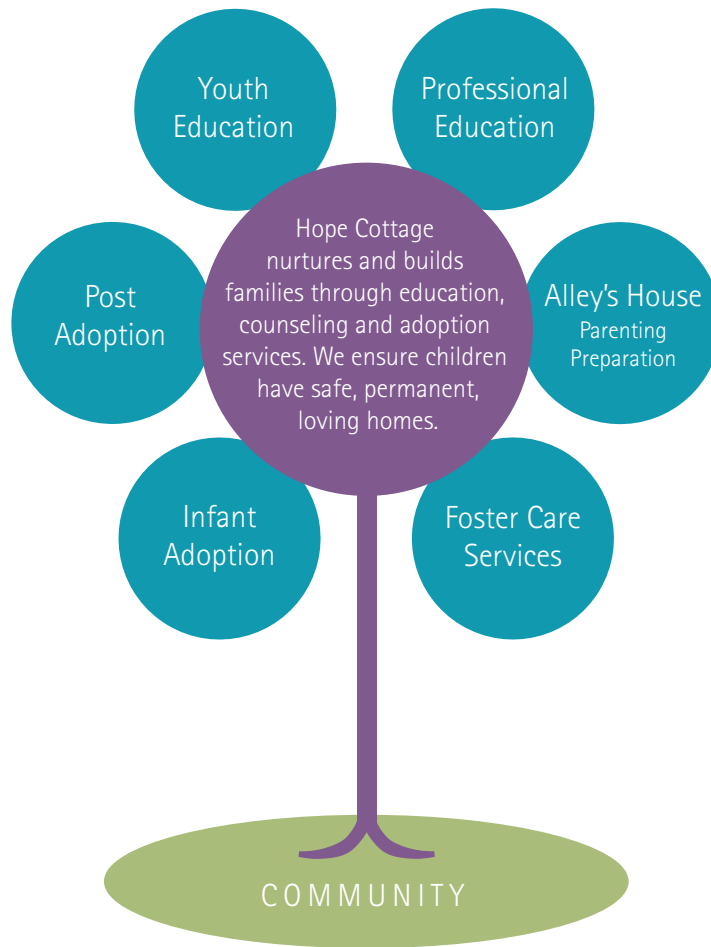 Youth
Education
Professional
Education
Hope Cottage
nurtures and builds
families through education,
counseling and adoption
services. We ensure children
have safe, permanent,
loving homes.
Post
Adoption
Alley's House
Parenting
Preparation
Infant
Adoption
Foster Care
Services
COMMUNITY